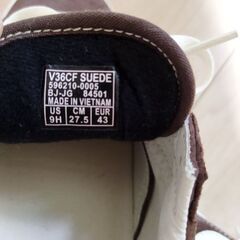 V36CF SUEDE
596210-0005
BJ-JG 84501
MADE IN VIETNAM
US CM EUR
9H 27.5 43